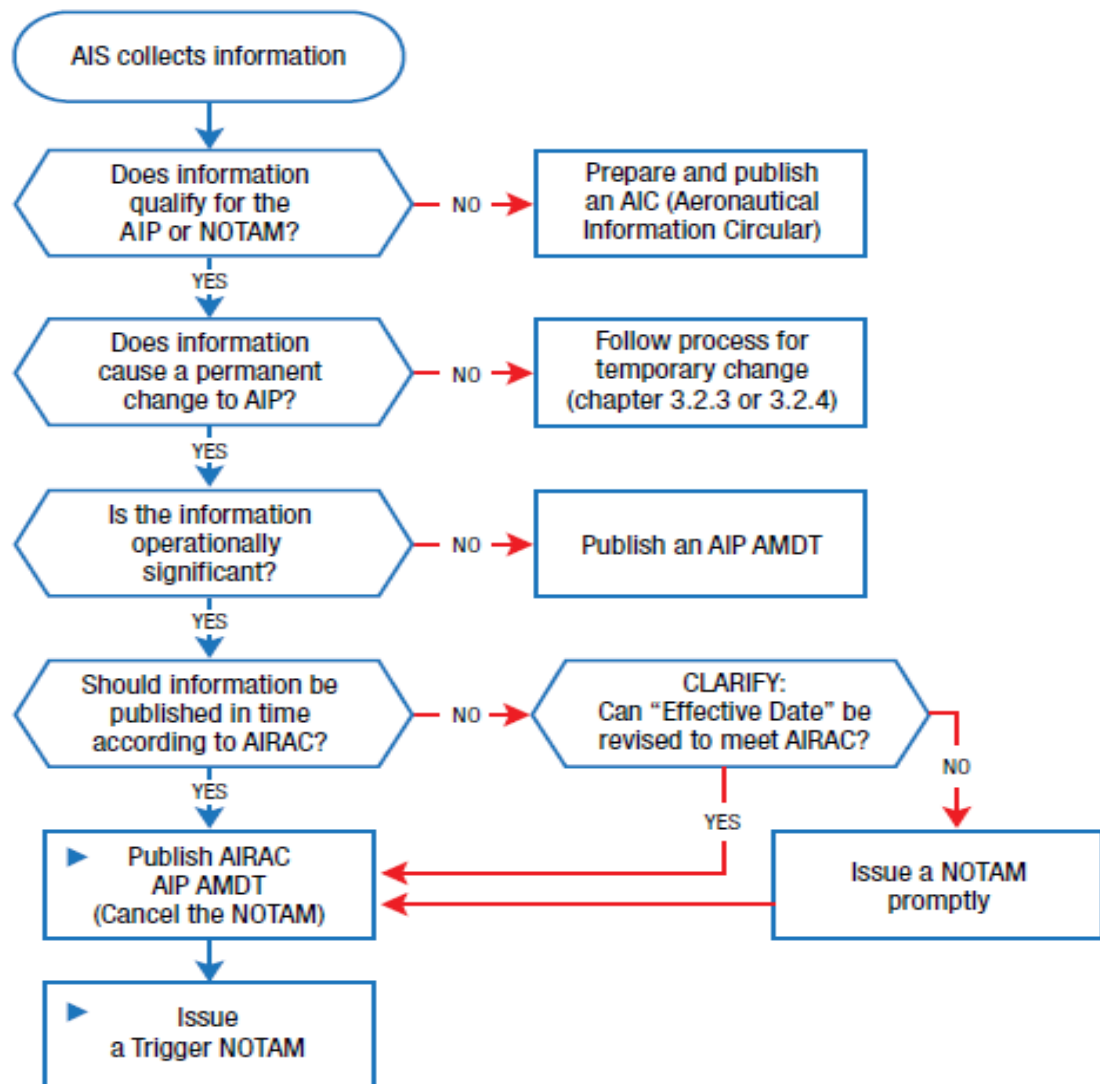 AIS collects information
Does information
qualify for the
AIP or NOTAM?
NO
Prepare and publish
an AIC (Aeronautical
Information Circular)
YES
Does information
cause a permanent
change to AIP?
NO
Follow process for
temporary change
(chapter 3.2.3 or 3.2.4)
YES
Is the information
operationally
significant?
NO
Publish an AIP AMDT
YES
Should information be
published in time
according to AIRAC?
NO
CLARIFY:
Can “Effective Date” be
revised to meet AIRAC?
NO
YES
YES
Publish AIRAC
AIP AMDT
(Cancel the NOTAM)
Issue a NOTAM
promptly
Issue
a Trigger NOTAM